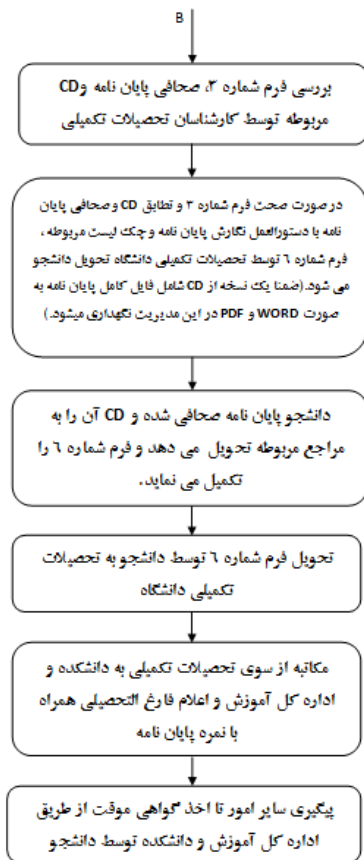 B
بررسی فرم شماره ۳، صحافی پایان نامه وCD
مربوطه توسط کارشناسان تحصیلات تکمیلی
در صورت صحت فرم شماره ۳ و تطابق CD و صحافی پایان
نامه با دستورالعمل نگارش پایان نامه و چک لیست مربوطه ،
فرم شماره ٦ توسط تحصیلات تکمیلی دانشگاه تحویل دانشجو
می شود.(ضمنا یک نسخه از CD شامل فایل کامل پایان نامه به
صورت WORD و PDF در این مدیریت نگهداری میشود.)
دانشجو پایان نامه صحافی شده و CD آن را به
مراجع مربوطه تحویل می دهد و فرم شماره ٦ را
تکمیل می نماید.
تحویل فرم شماره ٦ توسط دانشجو به تحصیلات
تکمیلی دانشگاه
مکاتبه از سوی تحصیلات تکمیلی به دانشکده و
اداره کل آموزش و اعلام فارغ التحصیلی همراه
با نمره پایان نامه
پیگیری سایر امور تا اخذ گواهی موقت از طریق
اداره کل آموزش و دانشکده توسط دانشجو